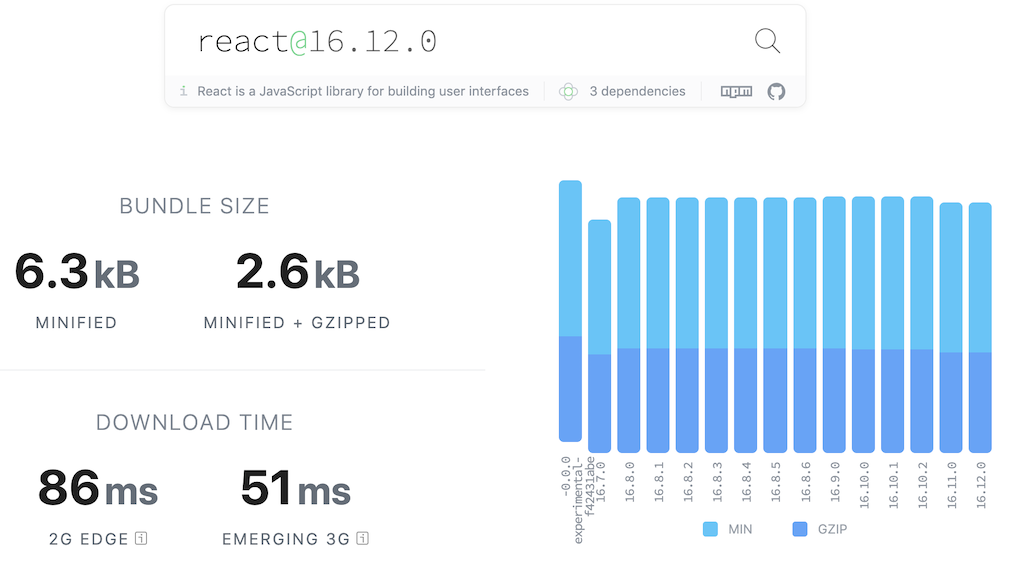 react@16.12.0
i React is a JavaScript library for building user interfaces 3 dependencies npm
BUNDLE SIZE
6.3 kB 2.6 kB
MINIFIED MINIFIED + GZIPPED
DOWNLOAD TIME
86 ms 51 ms
2G EDGE i EMERGING 3G i
-0.0.0
experimental-
f42431abe
16.7.0
16.8.0
16.8.1
16.8.2
16.8.3
16.8.4
16.8.5
16.8.6
16.9.0
16.10.0
16.10.1
16.10.2
16.11.0
16.12.0
MIN GZIP